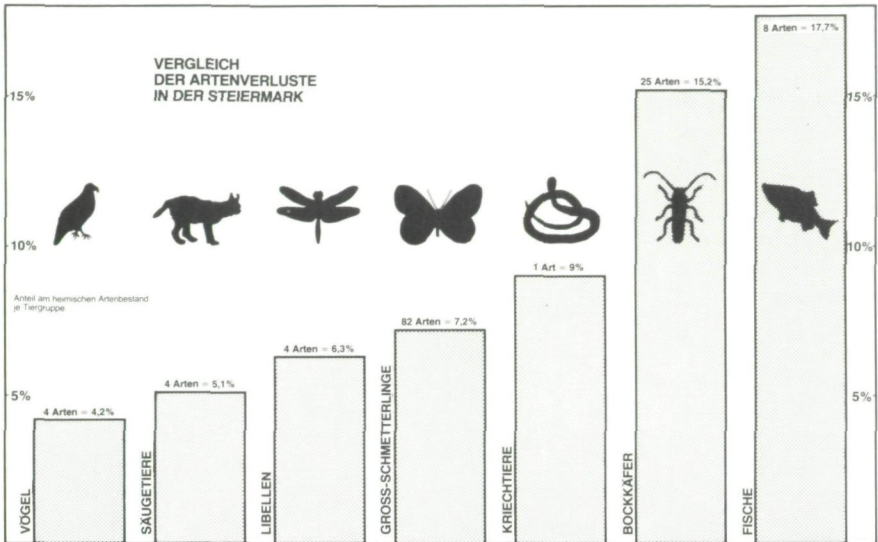 VERGLEICH
DER ARTENVERLUSTE
IN DER STEIERMARK
15%
10%
5%
15%
10%
5%
Anteil am heimischen Artenbestand
je Tiergruppe
4 Arten = 4,2%
VÖGEL
4 Arten = 5,1%
SÄUGETIERE
4 Arten = 6,3%
LIBELLEN
82 Arten = 7,2%
GROSS-SCHMETTERLINGE
1 Art = 9%
KRIECHTIERE
25 Arten = 15,2%
BOCKKÄFER
8 Arten = 17,7%
FISCHE